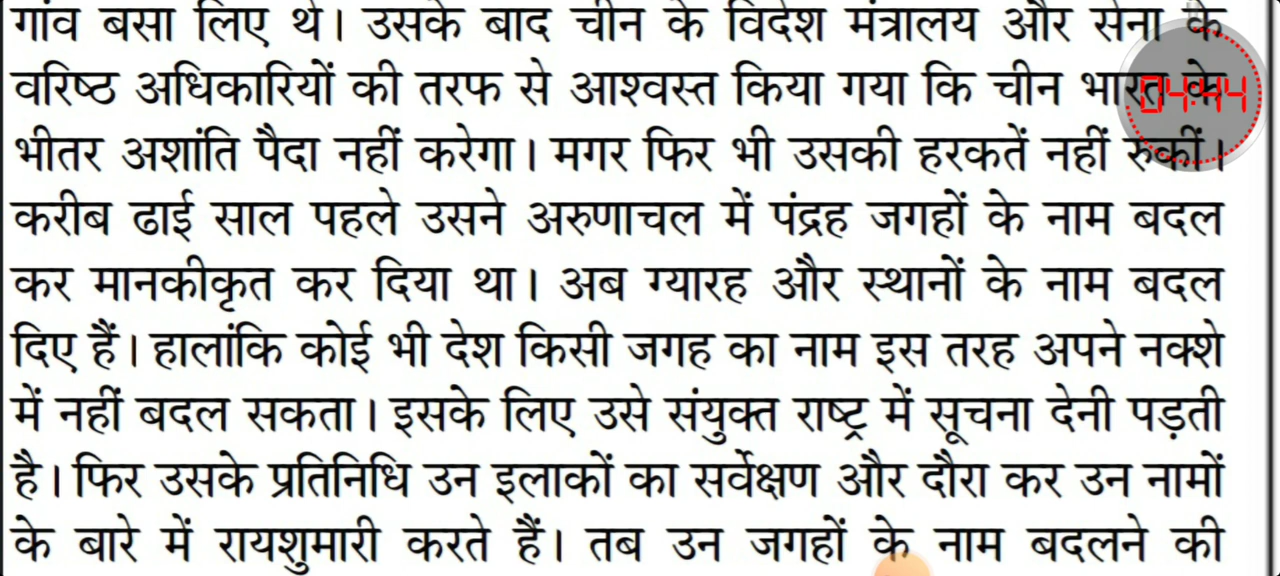 गांव बसा लिए थे। उसके बाद चीन के विदेश मंत्रालय और सेना के
वरिष्ठ अधिकारियों की तरफ से आश्वस्त किया गया कि चीन भारत के
04:44
भीतर अशांति पैदा नहीं करेगा। मगर फिर भी उसकी हरकतें नहीं रुकीं।
करीब ढाई साल पहले उसने अरुणाचल में पंद्रह जगहों के नाम बदल
कर मानकीकृत कर दिया था। अब ग्यारह और स्थानों के नाम बदल
दिए हैं। हालांकि कोई भी देश किसी जगह का नाम इस तरह अपने नक्शे
में नहीं बदल सकता। इसके लिए उसे संयुक्त राष्ट्र में सूचना देनी पड़ती
है। फिर उसके प्रतिनिधि उन इलाकों का सर्वेक्षण और दौरा कर उन नामों
के बारे में रायशुमारी करते हैं। तब उन जगहों के नाम बदलने की